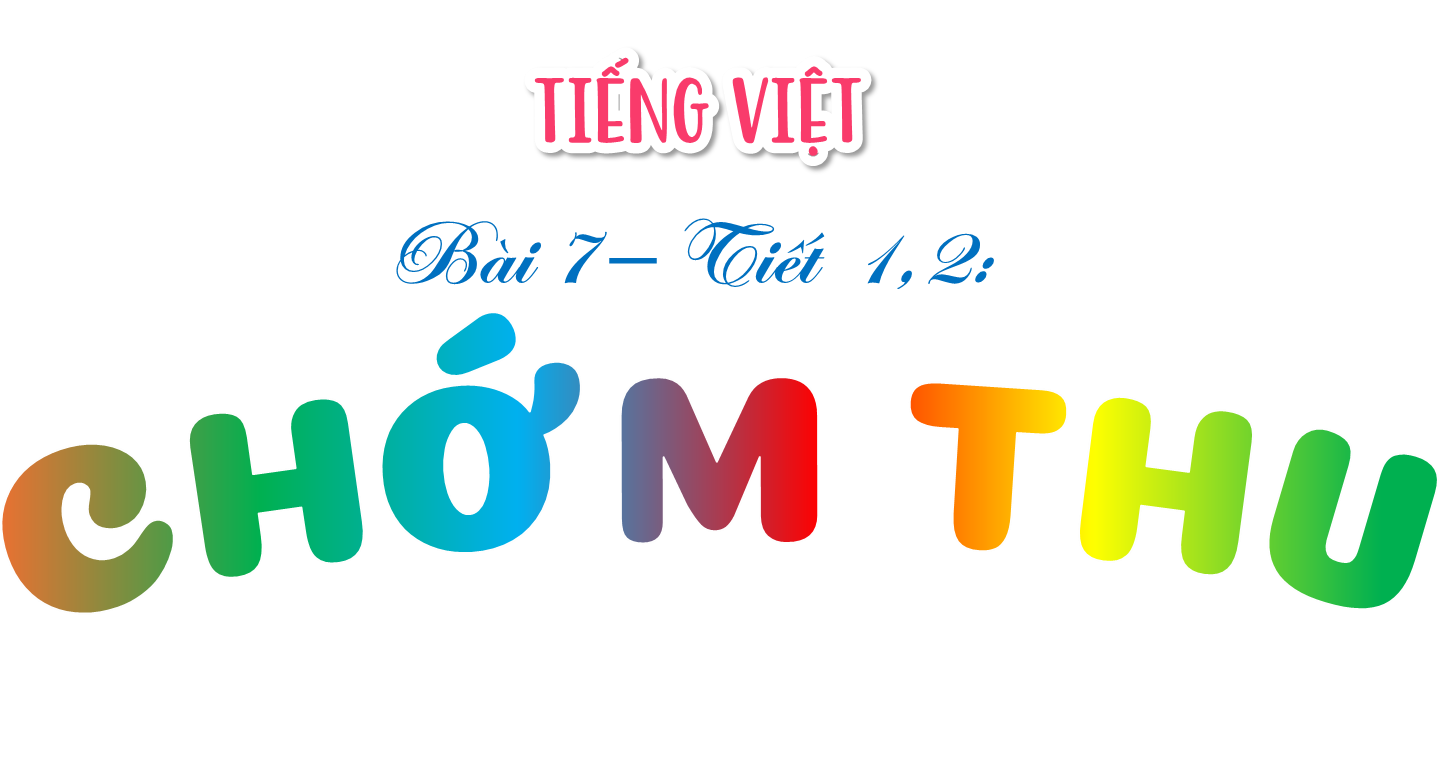 TIẾNG VIỆT
Bài 7 – Tiết 1, 2:
CHỚM THU